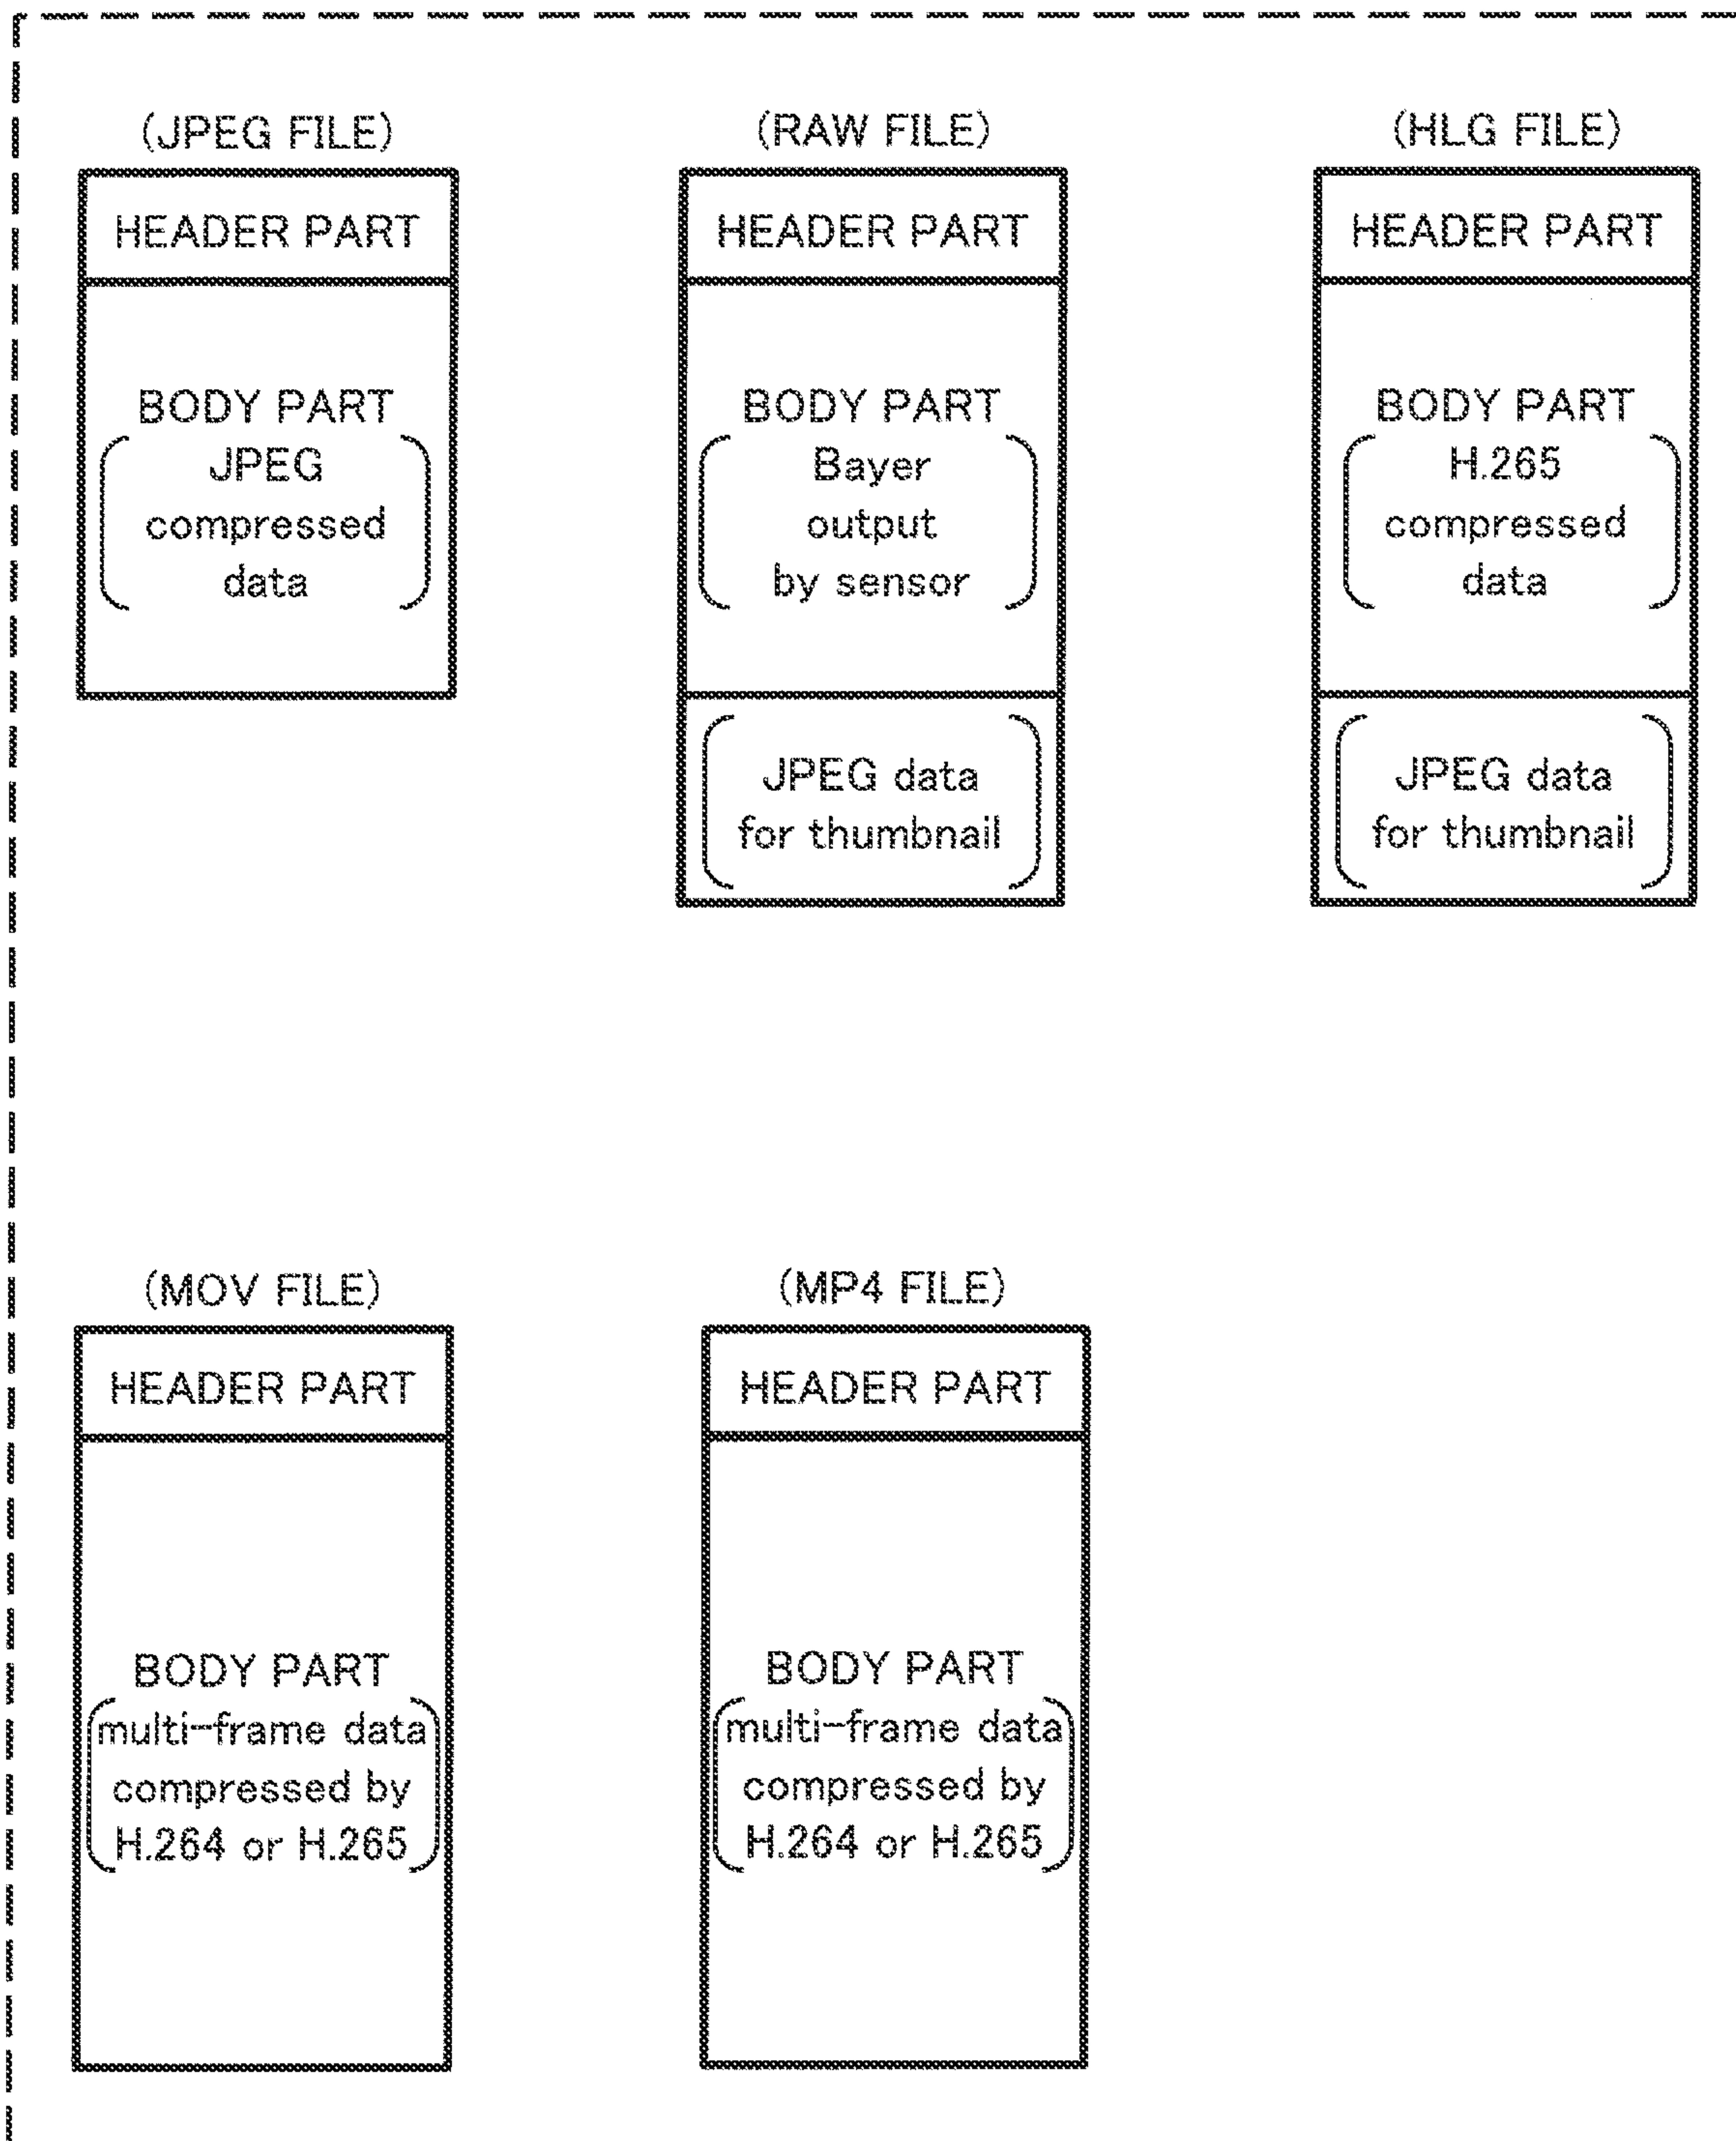 (JPEG FILE)
HEADER PART
BODY PART
JPEG
compressed
data
(RAW FILE)
HEADER PART
BODY PART
Bayer
output
by sensor
JPEG data
for thumbnail
(HLG FILE)
HEADER PART
BODY PART
H.265
compressed
data
JPEG data
for thumbnail
(MOV FILE)
HEADER PART
BODY PART
multi-frame data
compressed by
H.264 or H.265
(MP4 FILE)
HEADER PART
BODY PART
multi-frame data
compressed by
H.264 or H.265